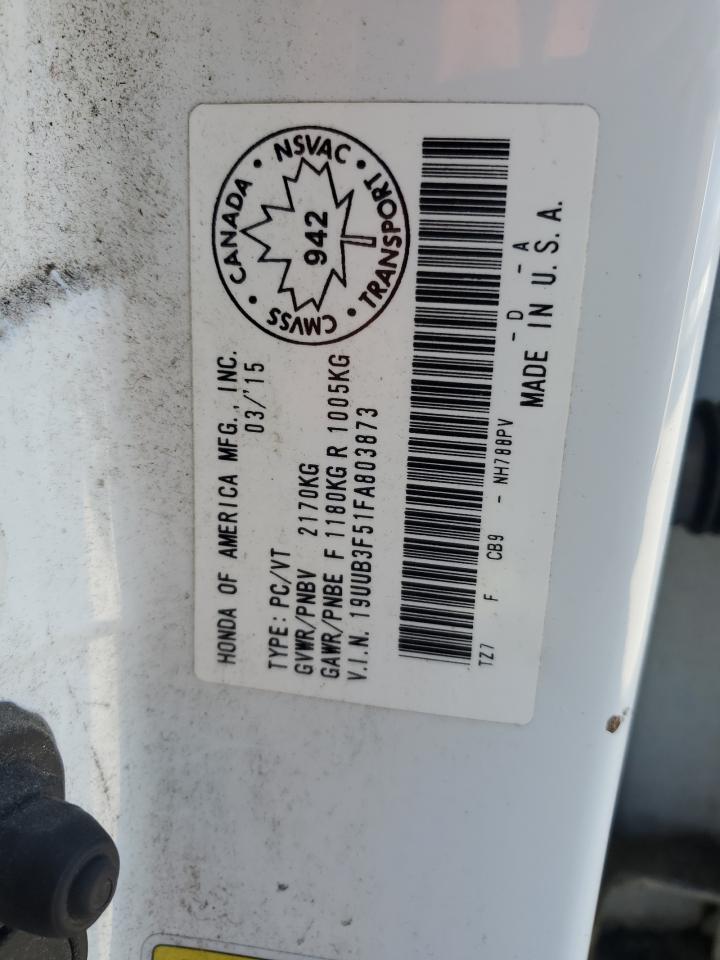 HONDA OF AMERICA MFG., INC.
03/'15
TYPE: PC/VT
GVWR/PNBV 2170KG
GAWR/PNBE F 1180KG R 1005KG
V.I.N. 19UUB3F51FA803873
CANADA · NSVAC · TRANSPORT · CMVSS ·
942
TZ7 F CB9 - NH788PV - D - A
MADE IN U.S.A.